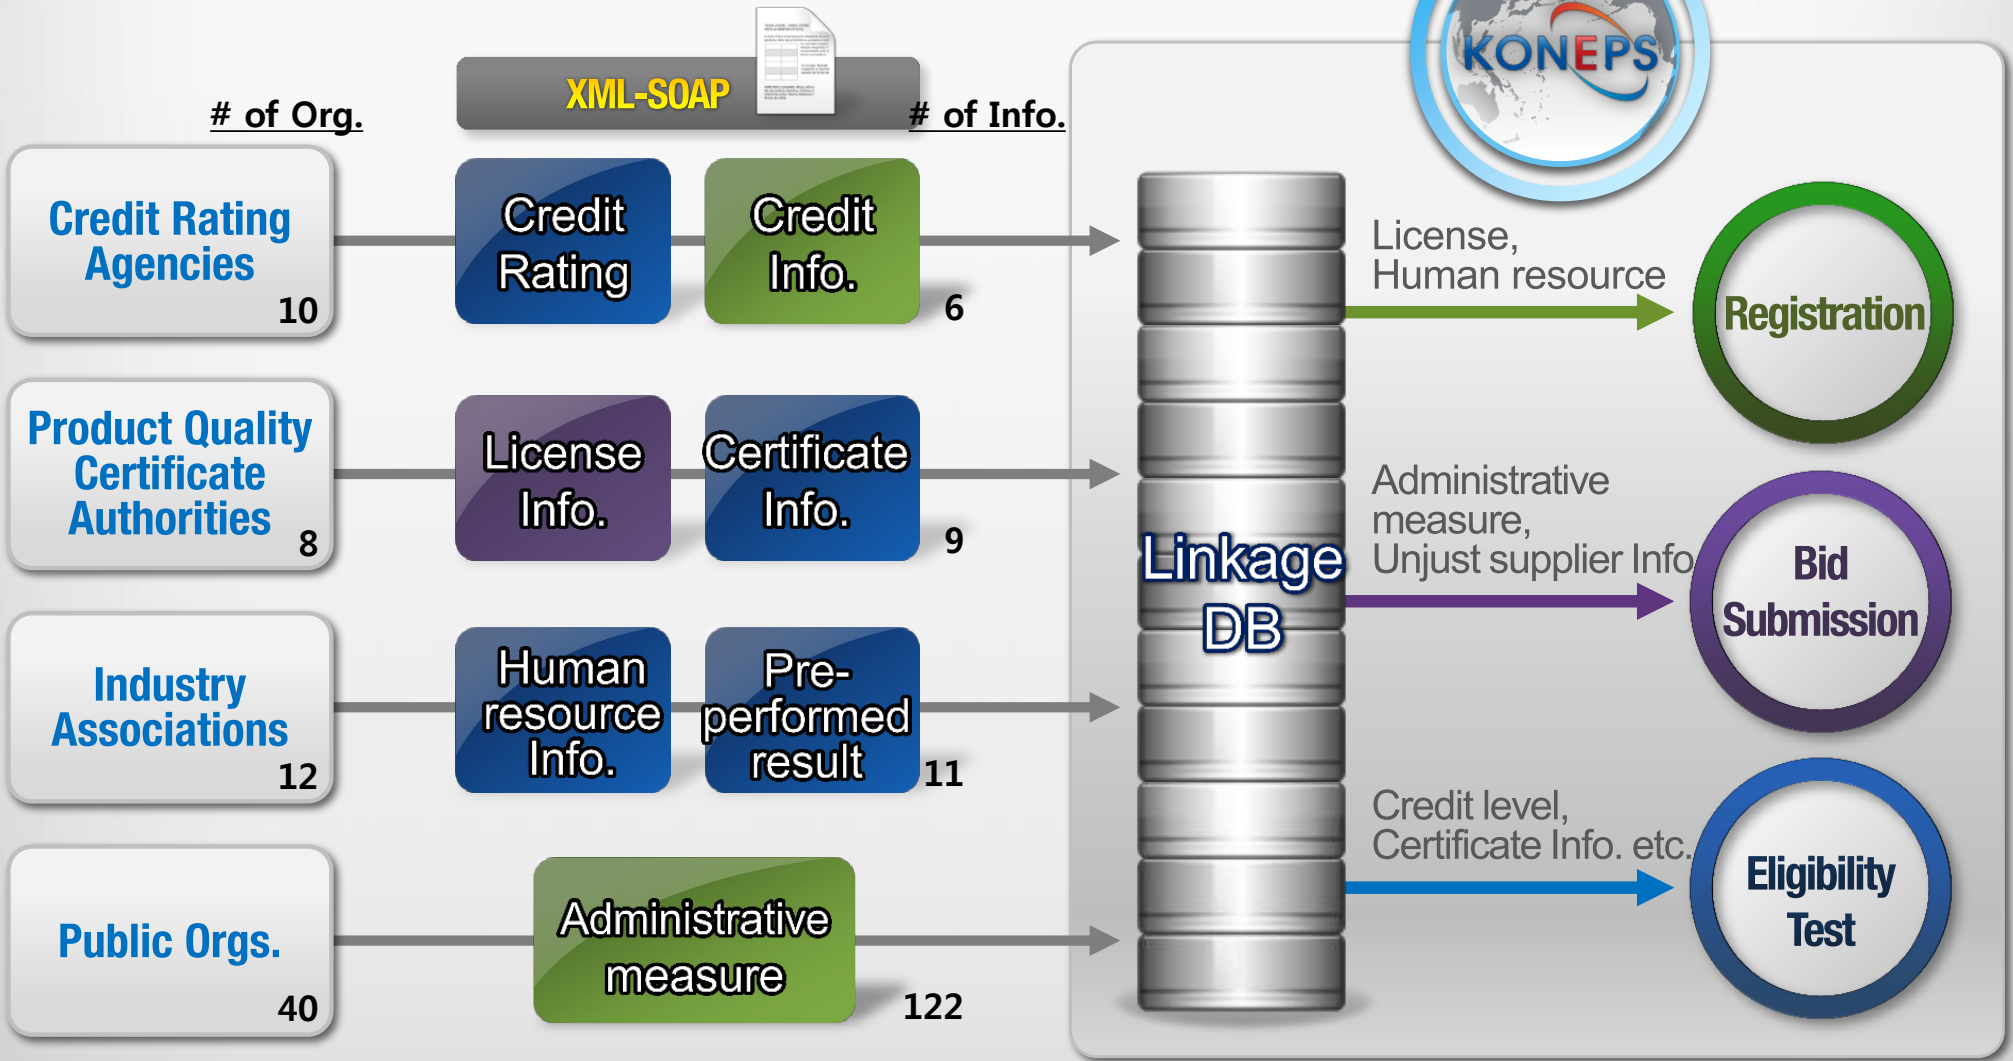 KONEPS
XML-SOAP
# of Org.
# of Info.
Credit Rating
Agencies
10
Credit
Rating
Credit
Info.
6
Product Quality
Certificate
Authorities
8
License
Info.
Certificate
Info.
9
Industry
Associations
12
Human
resource
Info.
Pre-
performed
result
11
Public Orgs.
40
Administrative
measure
122
Linkage
DB
License,
Human resource
Registration
Administrative
measure,
Unjust supplier Info
Bid
Submission
Credit level,
Certificate Info. etc.
Eligibility
Test